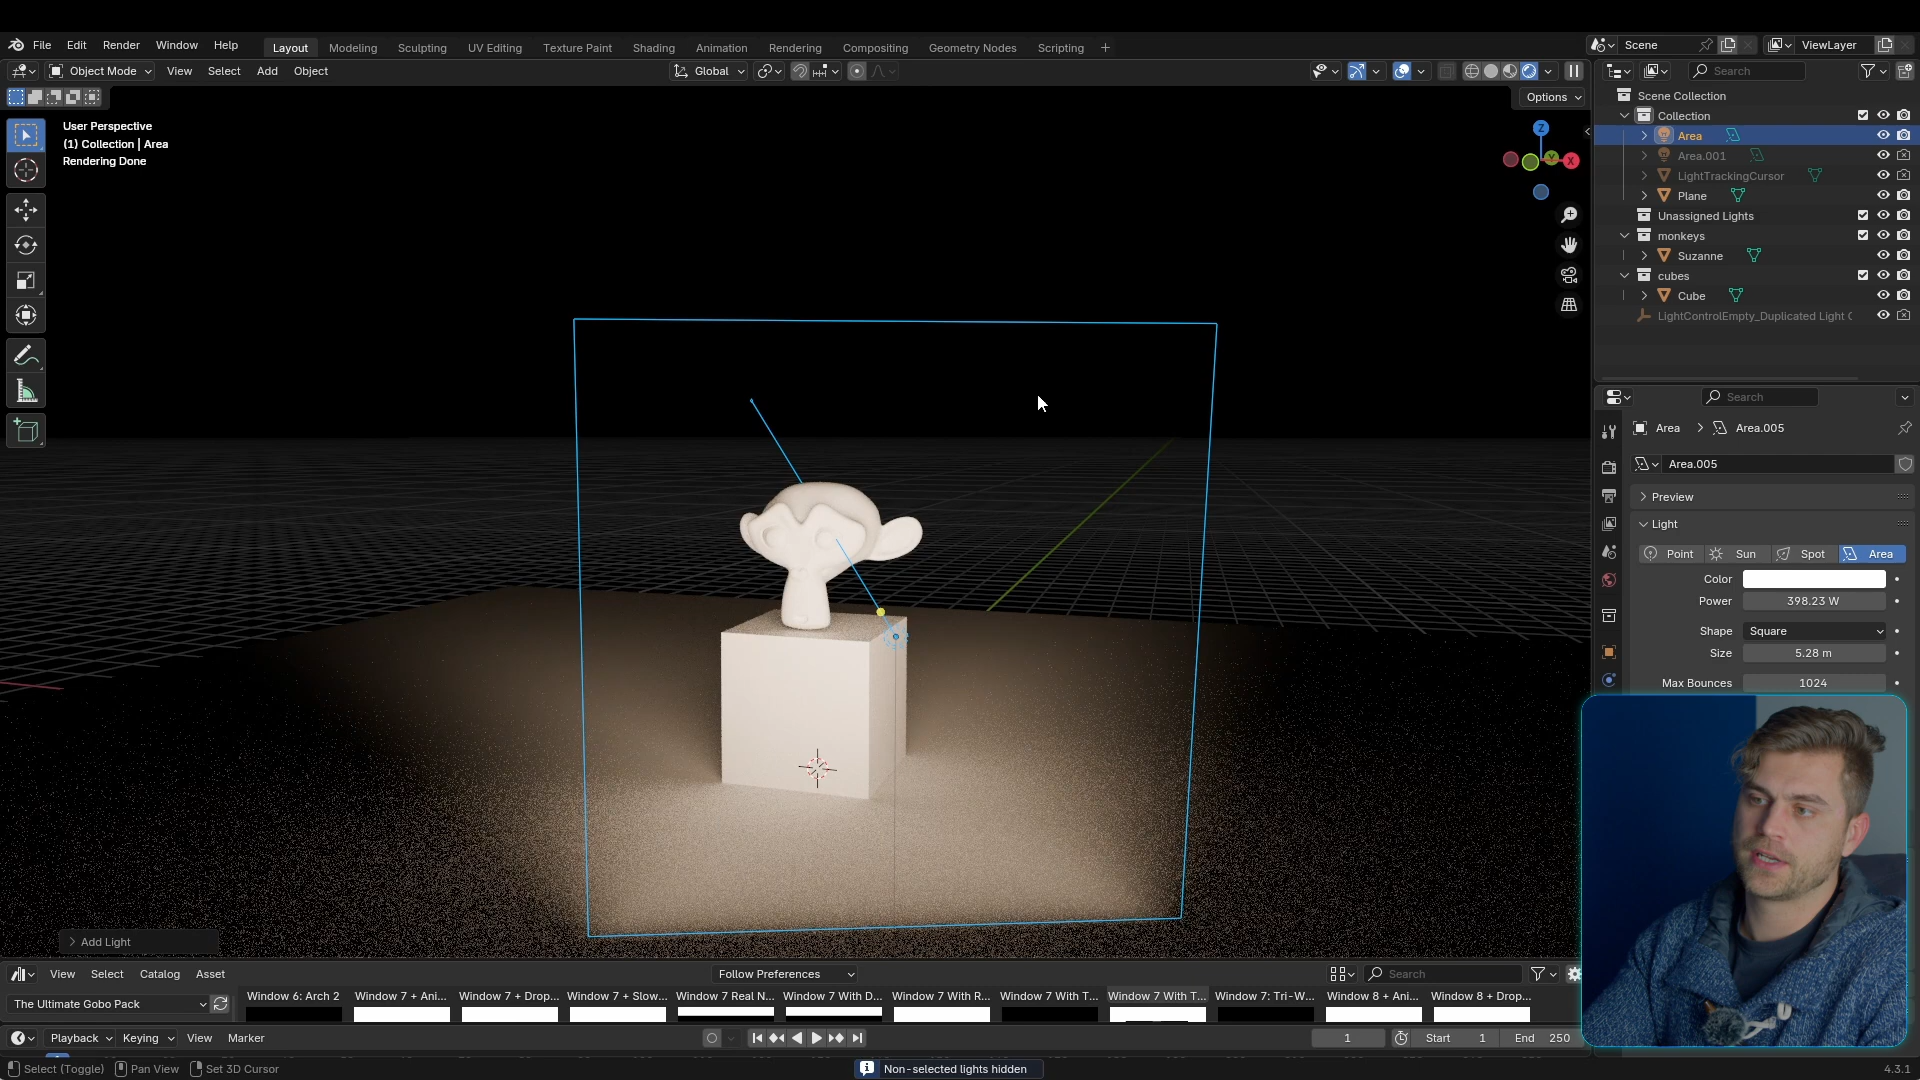 File Edit Render Window Help
Layout Modeling Sculpting UV Editing Texture Paint Shading Animation Rendering Compositing Geometry Nodes Scripting +
Scene
ViewLayer
Object Mode View Select Add Object
Global
Options
User Perspective
(1) Collection | Area
Rendering Done
Z
Y
X
Search
Scene Collection
Collection
Area
Area.001
LightTrackingCursor
Plane
Unassigned Lights
monkeys
Suzanne
cubes
Cube
LightControlEmpty_Duplicated Light
Search
Area > Area.005
Area.005
Preview
Light
Point Sun Spot Area
Color
Power 398.23 W
Shape Square
Size 5.28 m
Max Bounces 1024
Add Light
View Select Catalog Asset
Follow Preferences
Search
The Ultimate Gobo Pack
Window 6: Arch 2
Window 7 + Ani...
Window 7 + Drop...
Window 7 + Slow...
Window 7 Real N...
Window 7 With D...
Window 7 With R...
Window 7 With T...
Window 7 With T...
Window 7: Tri-W...
Window 8 + Ani...
Window 8 + Drop...
Playback Keying View Marker
1
Start 1
End 250
Select (Toggle) Pan View Set 3D Cursor
Non-selected lights hidden
4.3.1